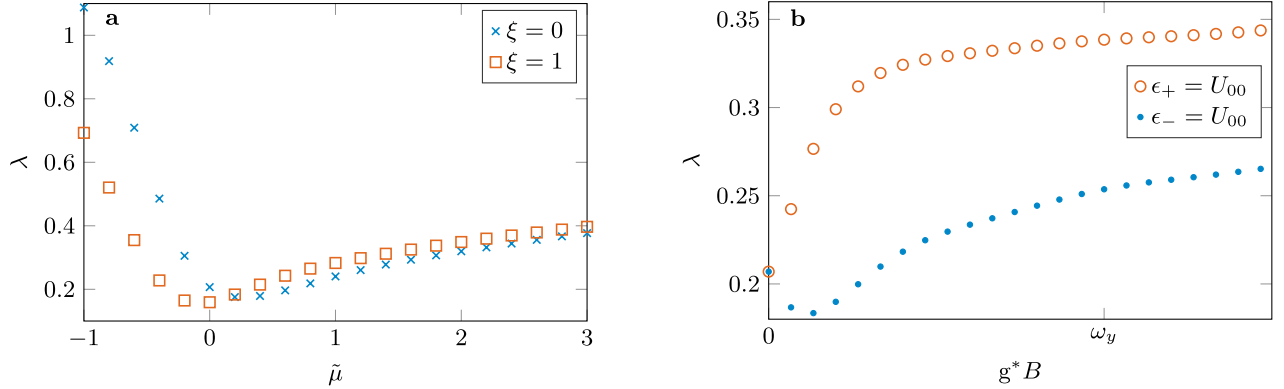 a
ξ = 0
ξ = 1
1
0.8
0.6
0.4
0.2
λ
−1 0 1 2 3
μ̃
b
0.35
0.3
0.25
0.2
λ
ϵ₊ = U₀₀
ϵ₋ = U₀₀
0 ω_y
g*B